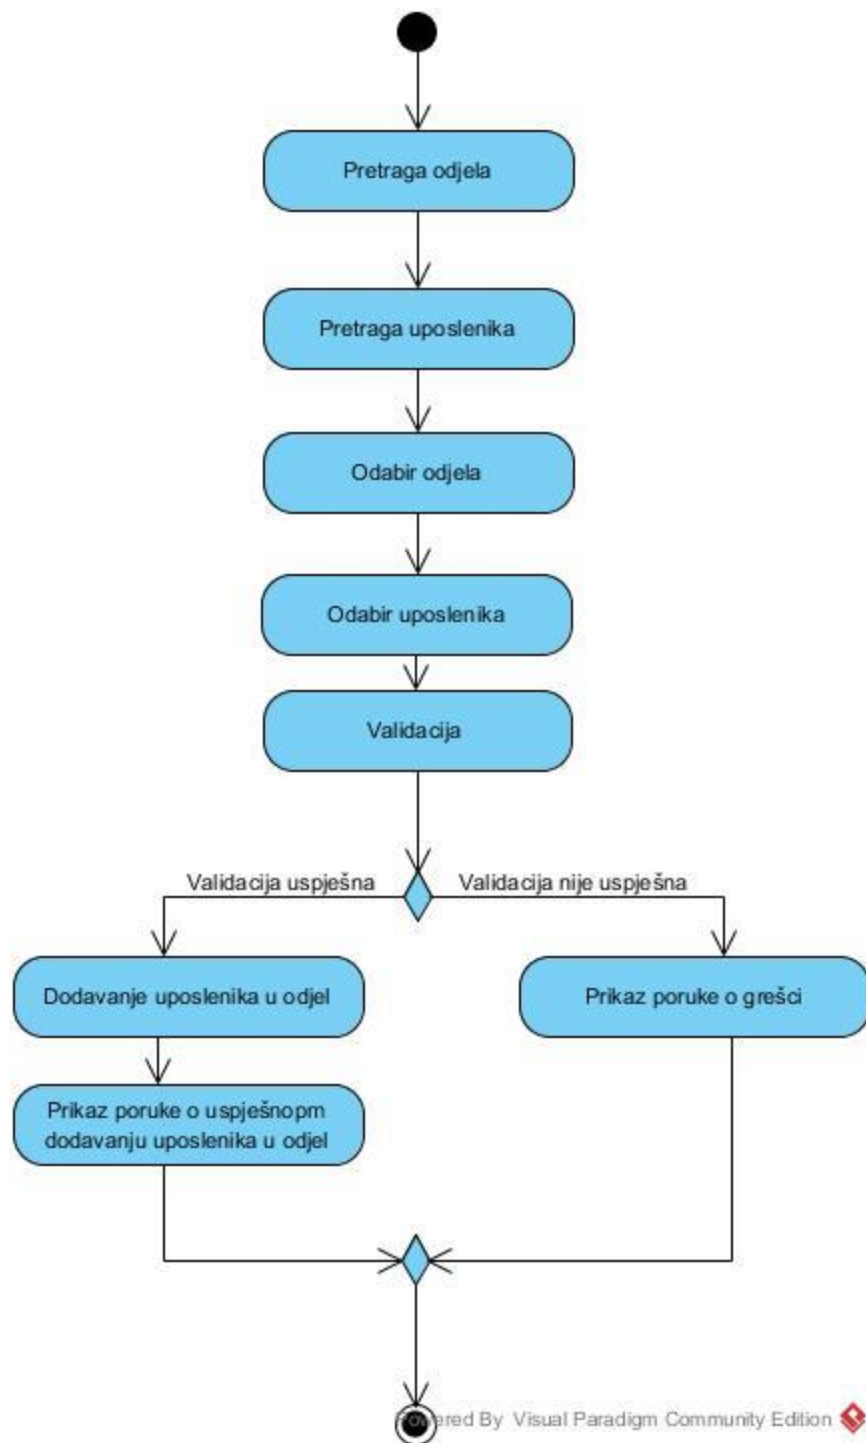 Pretraga odjela
Pretraga uposlenika
Odabir odjela
Odabir uposlenika
Validacija
Validacija uspješna
Validacija nije uspješna
Dodavanje uposlenika u odjel
Prikaz poruke o grešci
Prikaz poruke o uspješnopm
dodavanju uposlenika u odjel
Powered By Visual Paradigm Community Edition